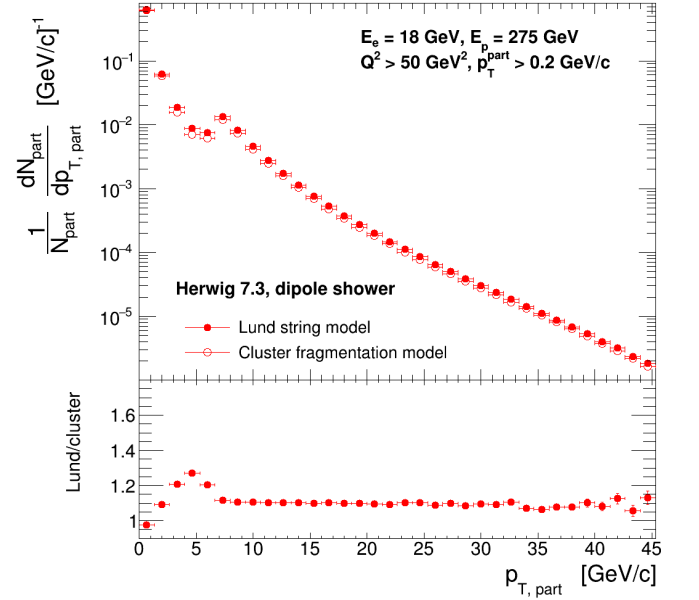 E_e = 18 GeV, E_p = 275 GeV
Q² > 50 GeV², p_T^part > 0.2 GeV/c
1/N_part dN_part/dp_T, part [GeV/c]⁻¹
10⁻¹
10⁻²
10⁻³
10⁻⁴
10⁻⁵
Herwig 7.3, dipole shower
Lund string model
Cluster fragmentation model
Lund/cluster
1.6
1.4
1.2
1
0 5 10 15 20 25 30 35 40 45
p_T, part [GeV/c]